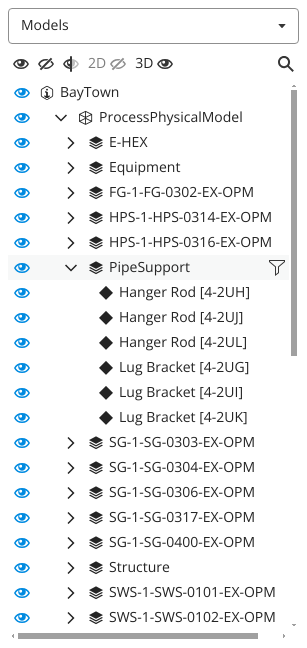 Models
2D 3D
BayTown
ProcessPhysicalModel
E-HEX
Equipment
FG-1-FG-0302-EX-OPM
HPS-1-HPS-0314-EX-OPM
HPS-1-HPS-0316-EX-OPM
PipeSupport
Hanger Rod [4-2UH]
Hanger Rod [4-2UJ]
Hanger Rod [4-2UL]
Lug Bracket [4-2UG]
Lug Bracket [4-2UI]
Lug Bracket [4-2UK]
SG-1-SG-0303-EX-OPM
SG-1-SG-0304-EX-OPM
SG-1-SG-0306-EX-OPM
SG-1-SG-0317-EX-OPM
SG-1-SG-0400-EX-OPM
Structure
SWS-1-SWS-0101-EX-OPM
SWS-1-SWS-0102-EX-OPM